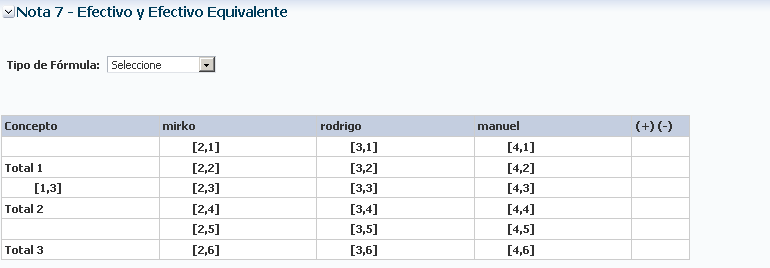 Nota 7 - Efectivo y Efectivo Equivalente
Tipo de Fórmula: Seleccione
Concepto mirko rodrigo manuel (+) (-)
[2,1] [3,1] [4,1]
Total 1 [2,2] [3,2] [4,2]
[1,3] [2,3] [3,3] [4,3]
Total 2 [2,4] [3,4] [4,4]
[2,5] [3,5] [4,5]
Total 3 [2,6] [3,6] [4,6]